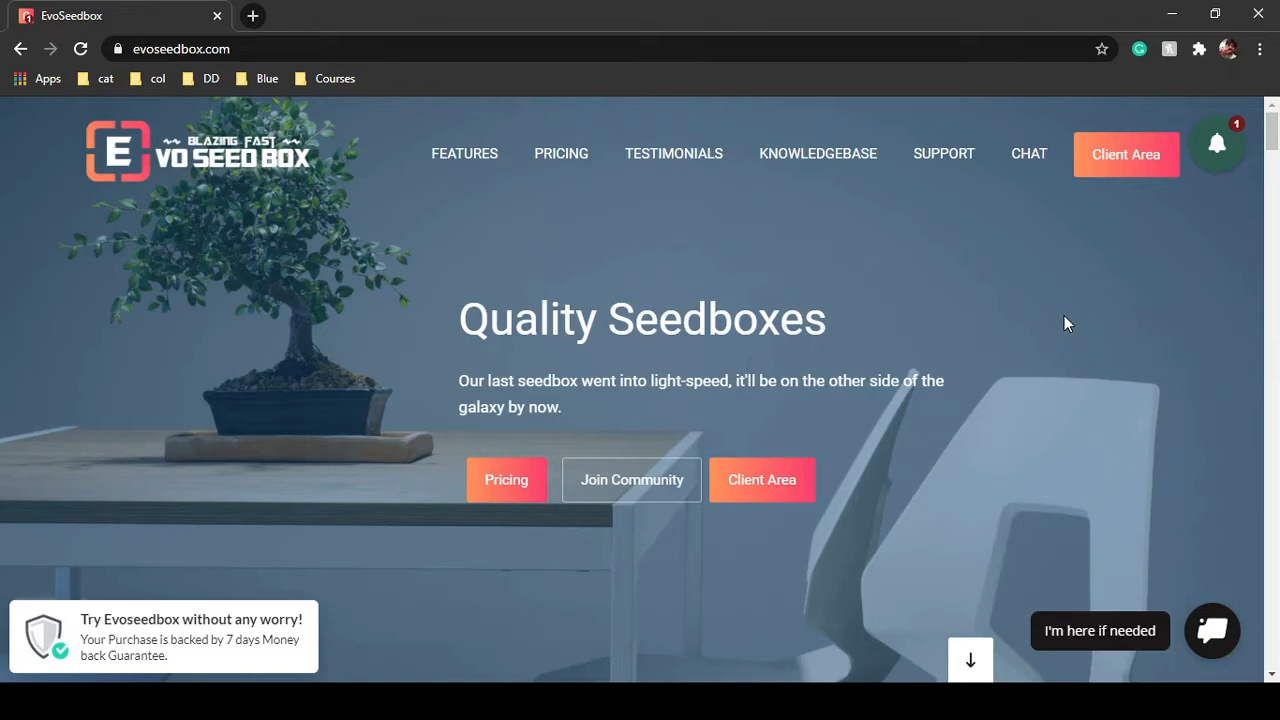 EvoSeedbox
evoseedbox.com
Apps cat col DD Blue Courses
E
~~ BLAZING FAST ~~
VO SEED BOX
FEATURES PRICING TESTIMONIALS KNOWLEDGEBASE SUPPORT CHAT Client Area 1
Quality Seedboxes
Our last seedbox went into light-speed, it'll be on the other side of the
galaxy by now.
Pricing Join Community Client Area
Try Evoseedbox without any worry!
Your Purchase is backed by 7 days Money
back Guarantee.
I'm here if needed